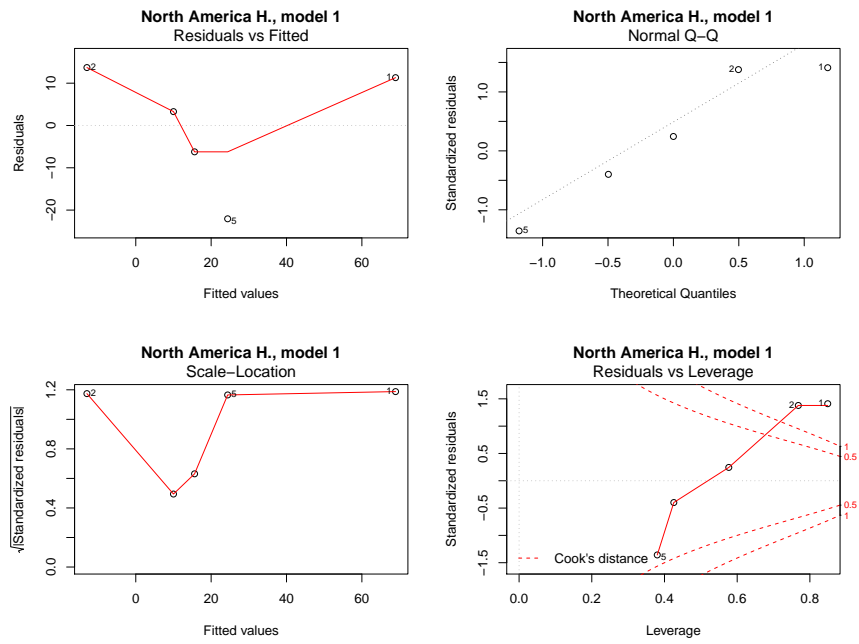 North America H., model 1
Residuals vs Fitted
Residuals
10
0
−10
−20
2
1
5
0 20 40 60
Fitted values
North America H., model 1
Normal Q−Q
Standardized residuals
1.0
0.0
−1.0
2
1
5
−1.0 −0.5 0.0 0.5 1.0
Theoretical Quantiles
North America H., model 1
Scale−Location
√|Standardized residuals|
1.2
0.8
0.4
0.0
2
5
1
0 20 40 60
Fitted values
North America H., model 1
Residuals vs Leverage
Standardized residuals
1.5
0.5
−0.5
−1.5
2
1
5
1
0.5
0.5
1
Cook's distance
0.0 0.2 0.4 0.6 0.8
Leverage